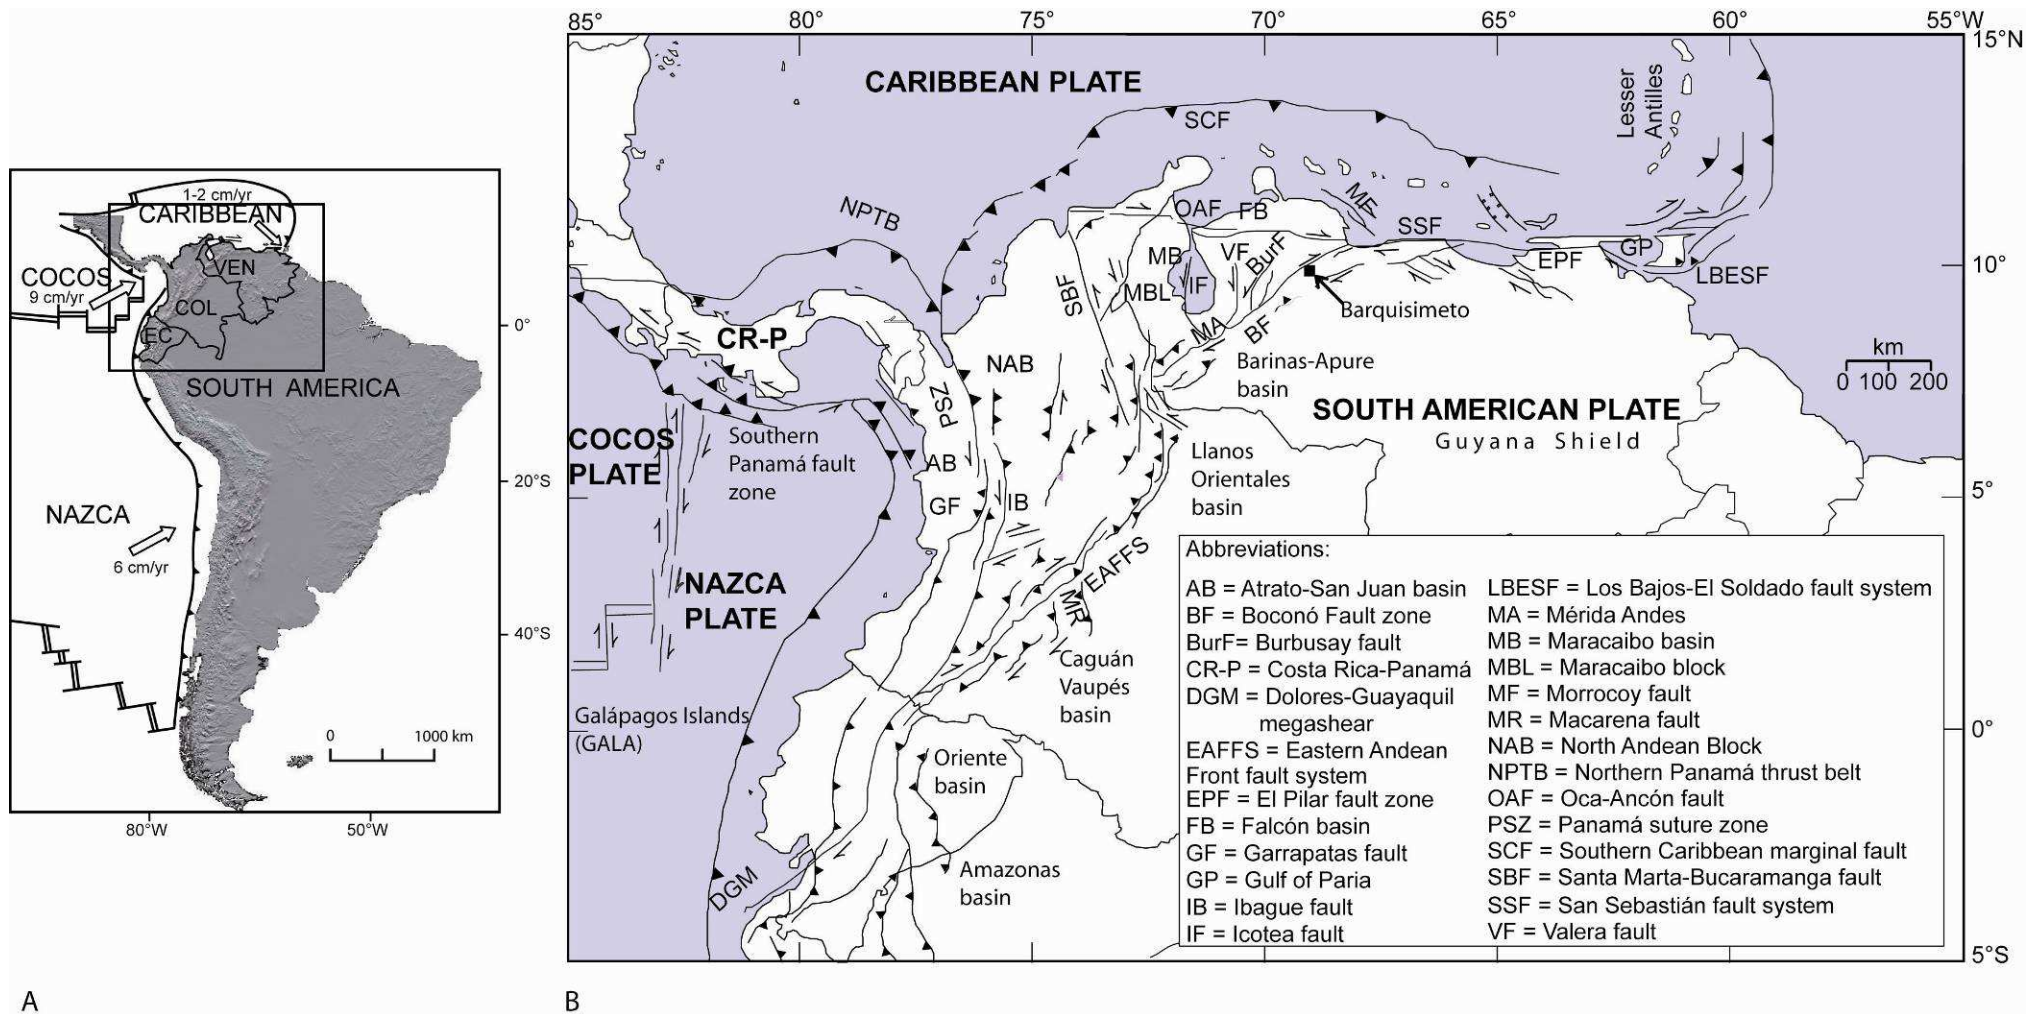 1-2 cm/yr
CARIBBEAN
COCOS
9 cm/yr
VEN
COL
EC
SOUTH AMERICA
NAZCA
6 cm/yr
0 1000 km
0°
20°S
40°S
80°W 50°W
A
85° 80° 75° 70° 65° 60° 55°W
15°N
10°
5°
0°
5°S
CARIBBEAN PLATE
Lesser
Antilles
SCF
NPTB
MF
OAF
FB
SSF
MB
VF
BurF
GP
EPF
LBESF
SBF
MBL
IF
Barquisimeto
MA
BF
CR-P
NAB
Barinas-Apure
basin
km
0 100 200
PSZ
SOUTH AMERICAN PLATE
Guyana Shield
COCOS
PLATE
Southern
Panamá fault
zone
AB
GF
IB
Llanos
Orientales
basin
NAZCA
PLATE
EAFFS
MR
Caguán
Vaupés
basin
Galápagos Islands
(GALA)
Oriente
basin
DGM
Amazonas
basin
Abbreviations:
AB = Atrato-San Juan basin
BF = Boconó Fault zone
BurF= Burbusay fault
CR-P = Costa Rica-Panamá
DGM = Dolores-Guayaquil
megashear
EAFFS = Eastern Andean
Front fault system
EPF = El Pilar fault zone
FB = Falcón basin
GF = Garrapatas fault
GP = Gulf of Paria
IB = Ibague fault
IF = Icotea fault
LBESF = Los Bajos-El Soldado fault system
MA = Mérida Andes
MB = Maracaibo basin
MBL = Maracaibo block
MF = Morrocoy fault
MR = Macarena fault
NAB = North Andean Block
NPTB = Northern Panamá thrust belt
OAF = Oca-Ancón fault
PSZ = Panamá suture zone
SCF = Southern Caribbean marginal fault
SBF = Santa Marta-Bucaramanga fault
SSF = San Sebastián fault system
VF = Valera fault
B